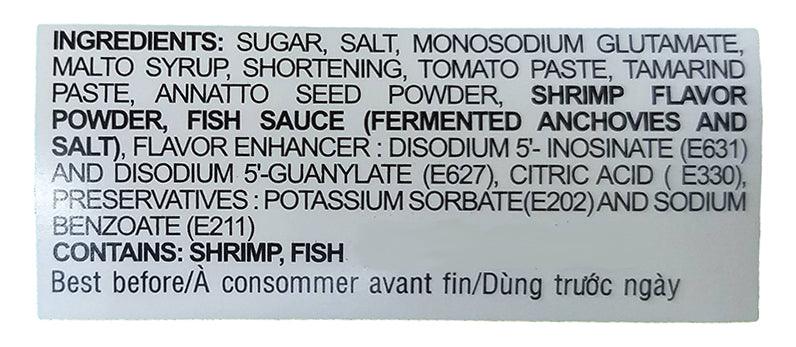 INGREDIENTS: SUGAR, SALT, MONOSODIUM GLUTAMATE,
MALTO SYRUP, SHORTENING, TOMATO PASTE, TAMARIND
PASTE, ANNATTO SEED POWDER, SHRIMP FLAVOR
POWDER, FISH SAUCE (FERMENTED ANCHOVIES AND
SALT), FLAVOR ENHANCER : DISODIUM 5'- INOSINATE (E631)
AND DISODIUM 5'-GUANYLATE (E627), CITRIC ACID ( E330),
PRESERVATIVES : POTASSIUM SORBATE(E202) AND SODIUM
BENZOATE (E211)
CONTAINS: SHRIMP, FISH
Best before/À consommer avant fin/Dùng trước ngày